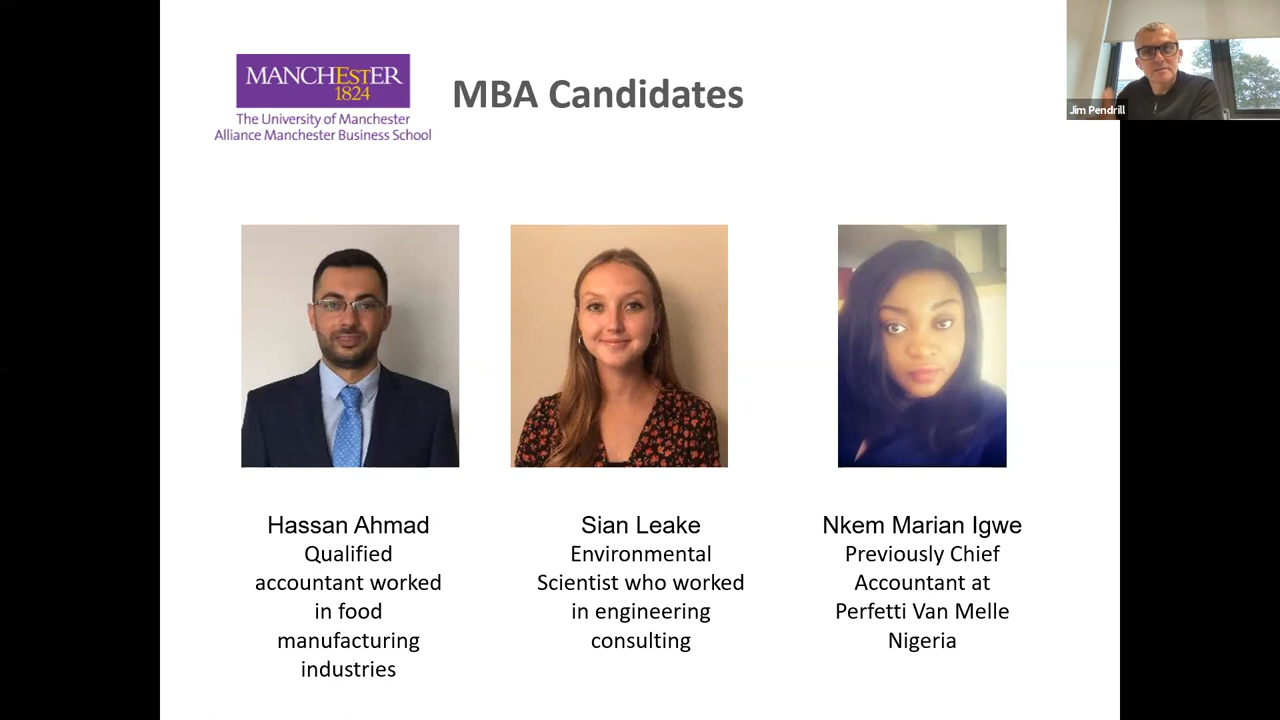 MANCHESTER
1824
The University of Manchester
Alliance Manchester Business School
MBA Candidates
Jim Pendrill
Hassan Ahmad
Qualified
accountant worked
in food
manufacturing
industries
Sian Leake
Environmental
Scientist who worked
in engineering
consulting
Nkem Marian Igwe
Previously Chief
Accountant at
Perfetti Van Melle
Nigeria